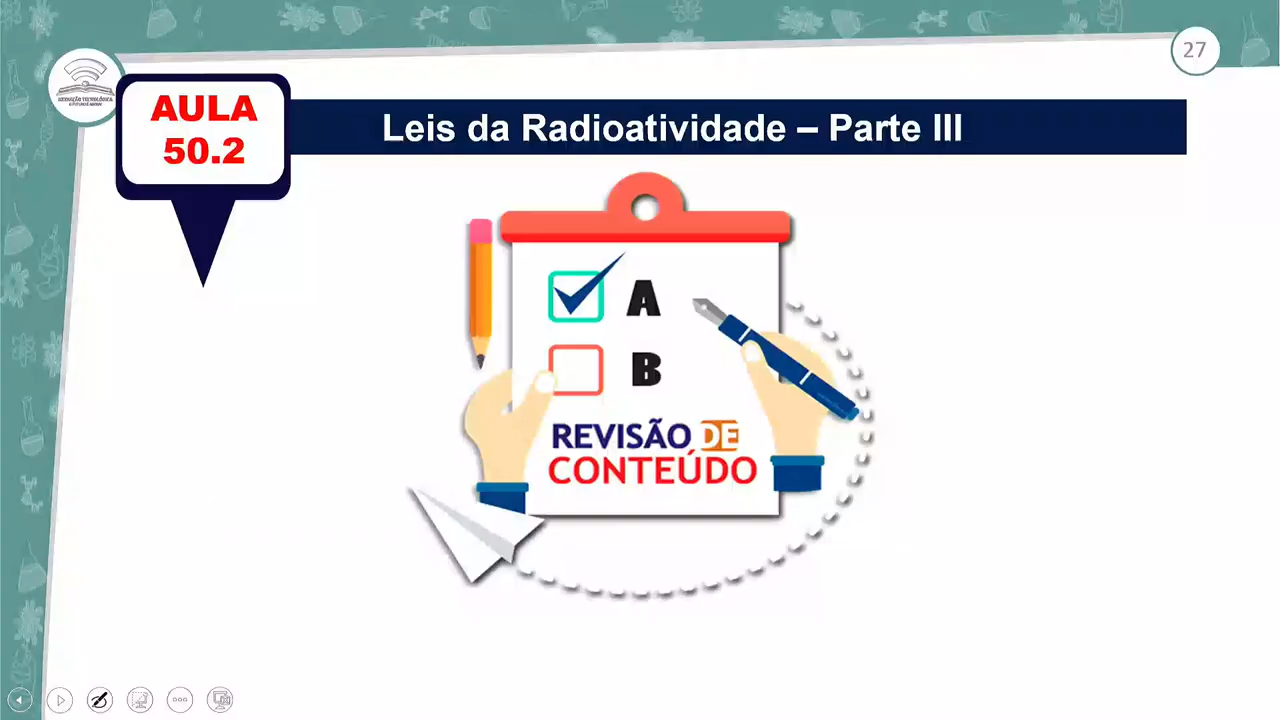 27
AULA
50.2
Leis da Radioatividade – Parte III
A
B
REVISÃO DE
CONTEÚDO